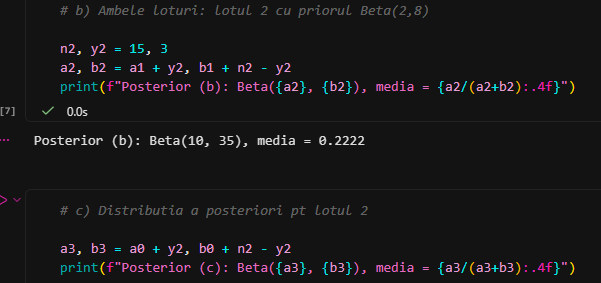 # b) Ambele loturi: lotul 2 cu priorul Beta(2,8)
n2, y2 = 15, 3
a2, b2 = a1 + y2, b1 + n2 - y2
print(f"Posterior (b): Beta({a2}, {b2}), media = {a2/(a2+b2):.4f}")
[7]
0.0s
... Posterior (b): Beta(10, 35), media = 0.2222
# c) Distributia a posteriori pt lotul 2
a3, b3 = a0 + y2, b0 + n2 - y2
print(f"Posterior (c): Beta({a3}, {b3}), media = {a3/(a3+b3):.4f}")